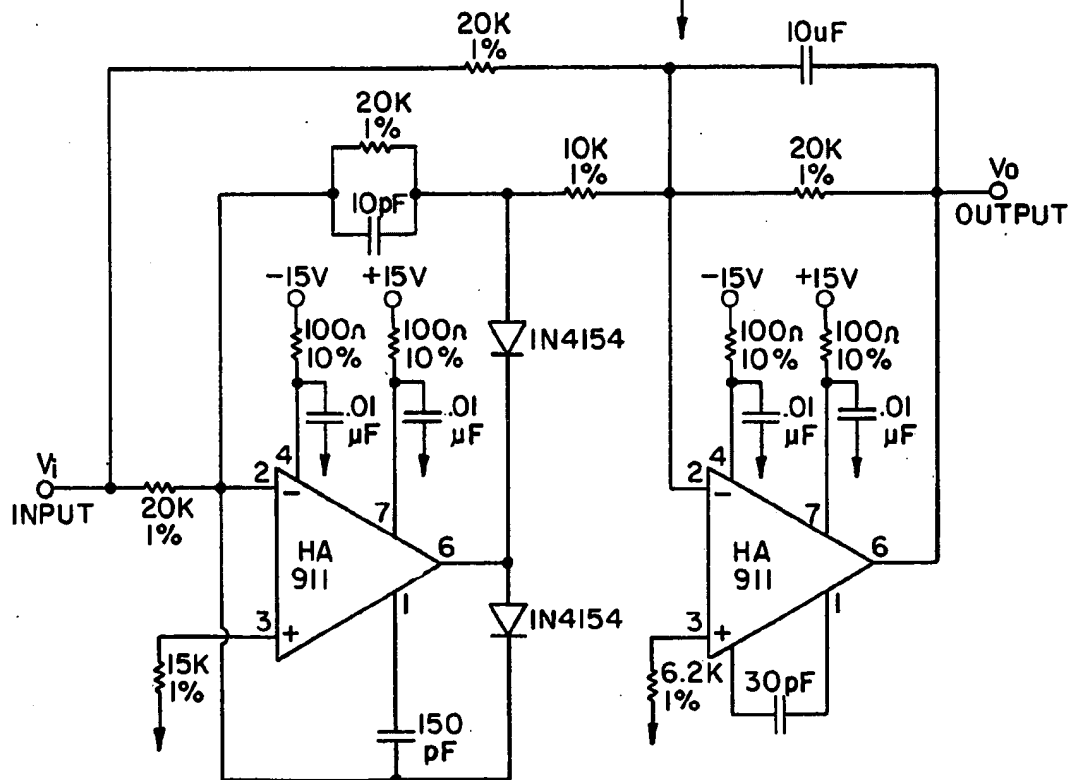 20K
1%
10uF
20K
1%
10K
1%
20K
1%
Vo
OUTPUT
10pF
-15V
+15V
-15V
+15V
100Ω
10%
100Ω
10%
1N4154
100Ω
10%
100Ω
10%
.01
µF
.01
µF
.01
µF
.01
µF
Vi
INPUT
20K
1%
2
4
-
7
HA
911
6
1
3
+
15K
1%
150
pF
1N4154
2
4
-
7
HA
911
6
1
3
+
6.2K
1%
30pF